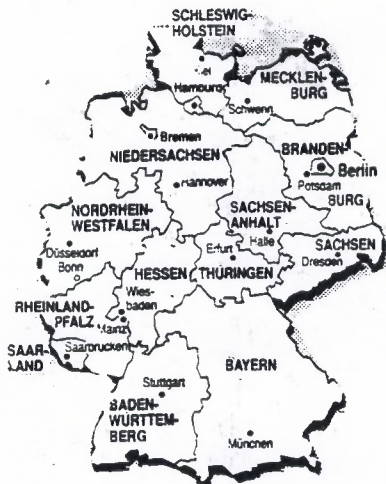 SCHLESWIG-
HOLSTEIN
Kiel
Hamburg
MECKLEN-
BURG
Schwerin
Bremen
NIEDERSACHSEN
BRANDEN-
Berlin
Hannover
Potsdam
BURG
NORDRHEIN-
WESTFALEN
SACHSEN-
ANHALT
Halle
Düsseldorf
Bonn
HESSEN
Erfurt
THÜRINGEN
SACHSEN
Dresden
RHEINLAND-
PFALZ
Wies-
baden
Mainz
SAAR-
LAND
Saarbrücken
BAYERN
Stuttgart
BADEN-
WÜRTTEM-
BERG
München